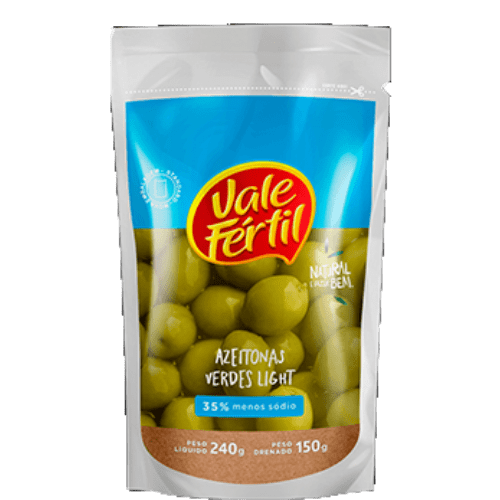 Vale
Fértil
NATURAL
BEM.
AZEITONAS
VERDES LIGHT
35% menos sódio
PESO
LÍQUIDO 240g
PESO
DRENADO 150g